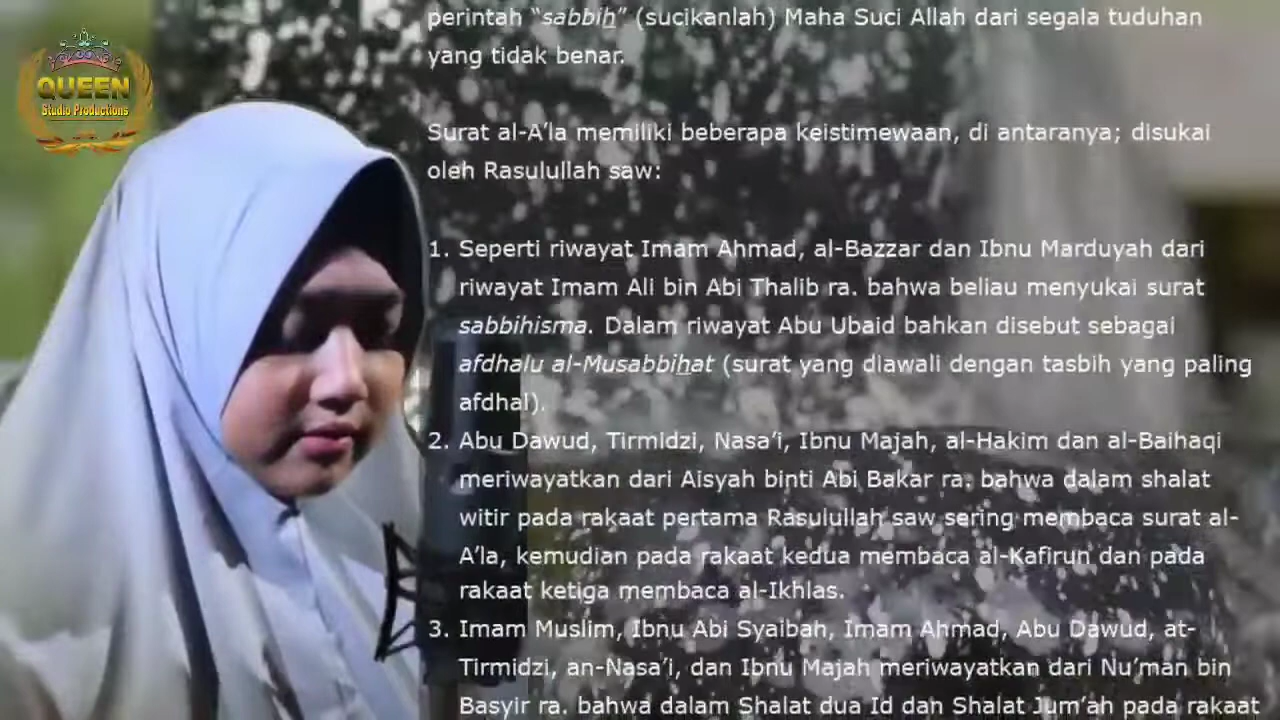 QUEEN
Studio Productions
perintah “sabbih” (sucikanlah) Maha Suci Allah dari segala tuduhan
yang tidak benar.
Surat al-A’la memiliki beberapa keistimewaan, di antaranya; disukai
oleh Rasulullah saw:
1. Seperti riwayat Imam Ahmad, al-Bazzar dan Ibnu Marduyah dari
riwayat Imam Ali bin Abi Thalib ra. bahwa beliau menyukai surat
sabbihisma. Dalam riwayat Abu Ubaid bahkan disebut sebagai
afdhalu al-Musabbihat (surat yang diawali dengan tasbih yang paling
afdhal).
2. Abu Dawud, Tirmidzi, Nasa’i, Ibnu Majah, al-Hakim dan al-Baihaqi
meriwayatkan dari Aisyah binti Abi Bakar ra. bahwa dalam shalat
witir pada rakaat pertama Rasulullah saw sering membaca surat al-
A’la, kemudian pada rakaat kedua membaca al-Kafirun dan pada
rakaat ketiga membaca al-Ikhlas.
3. Imam Muslim, Ibnu Abi Syaibah, Imam Ahmad, Abu Dawud, at-
Tirmidzi, an-Nasa’i, dan Ibnu Majah meriwayatkan dari Nu’man bin
Basyir ra. bahwa dalam Shalat dua Id dan Shalat Jum’ah pada rakaat